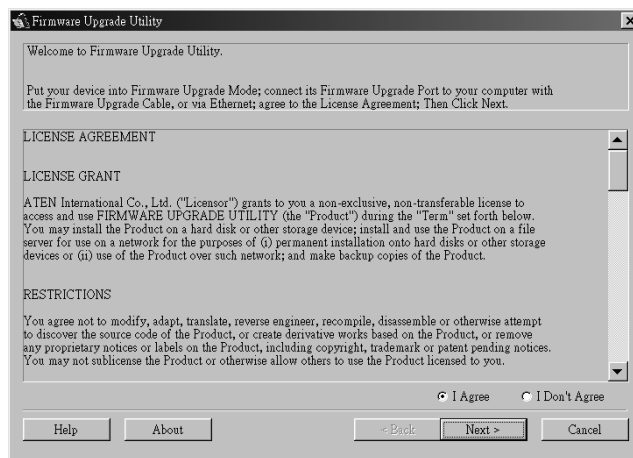 Firmware Upgrade Utility
Welcome to Firmware Upgrade Utility.
Put your device into Firmware Upgrade Mode; connect its Firmware Upgrade Port to your computer with
the Firmware Upgrade Cable, or via Ethernet; agree to the License Agreement; Then Click Next.
LICENSE AGREEMENT
LICENSE GRANT
ATEN International Co., Ltd. ("Licensor") grants to you a non-exclusive, non-transferable license to
access and use FIRMWARE UPGRADE UTILITY (the "Product") during the "Term" set forth below.
You may install the Product on a hard disk or other storage device; install and use the Product on a file
server for use on a network for the purposes of (i) permanent installation onto hard disks or other storage
devices or (ii) use of the Product over such network; and make backup copies of the Product.
RESTRICTIONS
You agree not to modify, adapt, translate, reverse engineer, recompile, disassemble or otherwise attempt
to discover the source code of the Product, or create derivative works based on the Product, or remove
any proprietary notices or labels on the Product, including copyright, trademark or patent pending notices.
You may not sublicense the Product or otherwise allow others to use the Product licensed to you.
I Agree
I Don't Agree
Help
About
< Back
Next >
Cancel